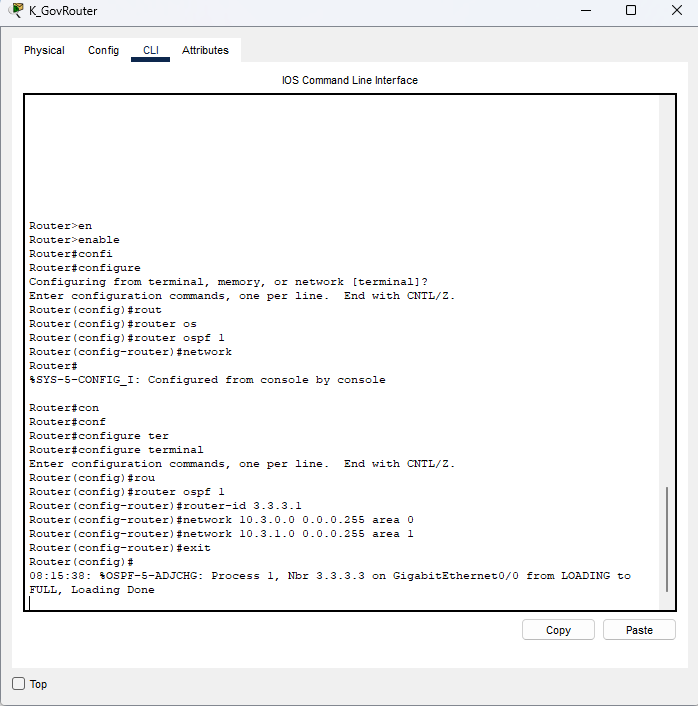 K_GovRouter
Physical Config CLI Attributes
IOS Command Line Interface
Router>en
Router>enable
Router#confi
Router#configure
Configuring from terminal, memory, or network [terminal]?
Enter configuration commands, one per line.  End with CNTL/Z.
Router(config)#rout
Router(config)#router os
Router(config)#router ospf 1
Router(config-router)#network
Router#
%SYS-5-CONFIG_I: Configured from console by console
Router#con
Router#conf
Router#configure ter
Router#configure terminal
Enter configuration commands, one per line.  End with CNTL/Z.
Router(config)#rou
Router(config)#router ospf 1
Router(config-router)#router-id 3.3.3.1
Router(config-router)#network 10.3.0.0 0.0.0.255 area 0
Router(config-router)#network 10.3.1.0 0.0.0.255 area 1
Router(config-router)#exit
Router(config)#
08:15:38: %OSPF-5-ADJCHG: Process 1, Nbr 3.3.3.3 on GigabitEthernet0/0 from LOADING to
FULL, Loading Done
Copy Paste
Top